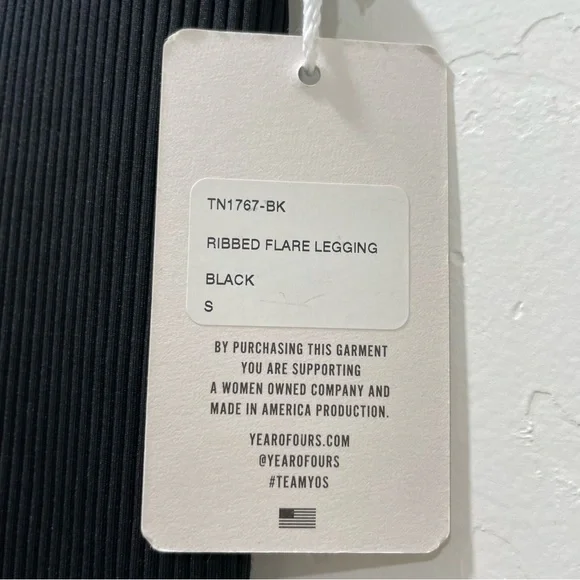 TN1767-BK
RIBBED FLARE LEGGING
BLACK
S
BY PURCHASING THIS GARMENT
YOU ARE SUPPORTING
A WOMEN OWNED COMPANY AND
MADE IN AMERICA PRODUCTION.
YEAROFOURS.COM
@YEAROFOURS
#TEAMYOS